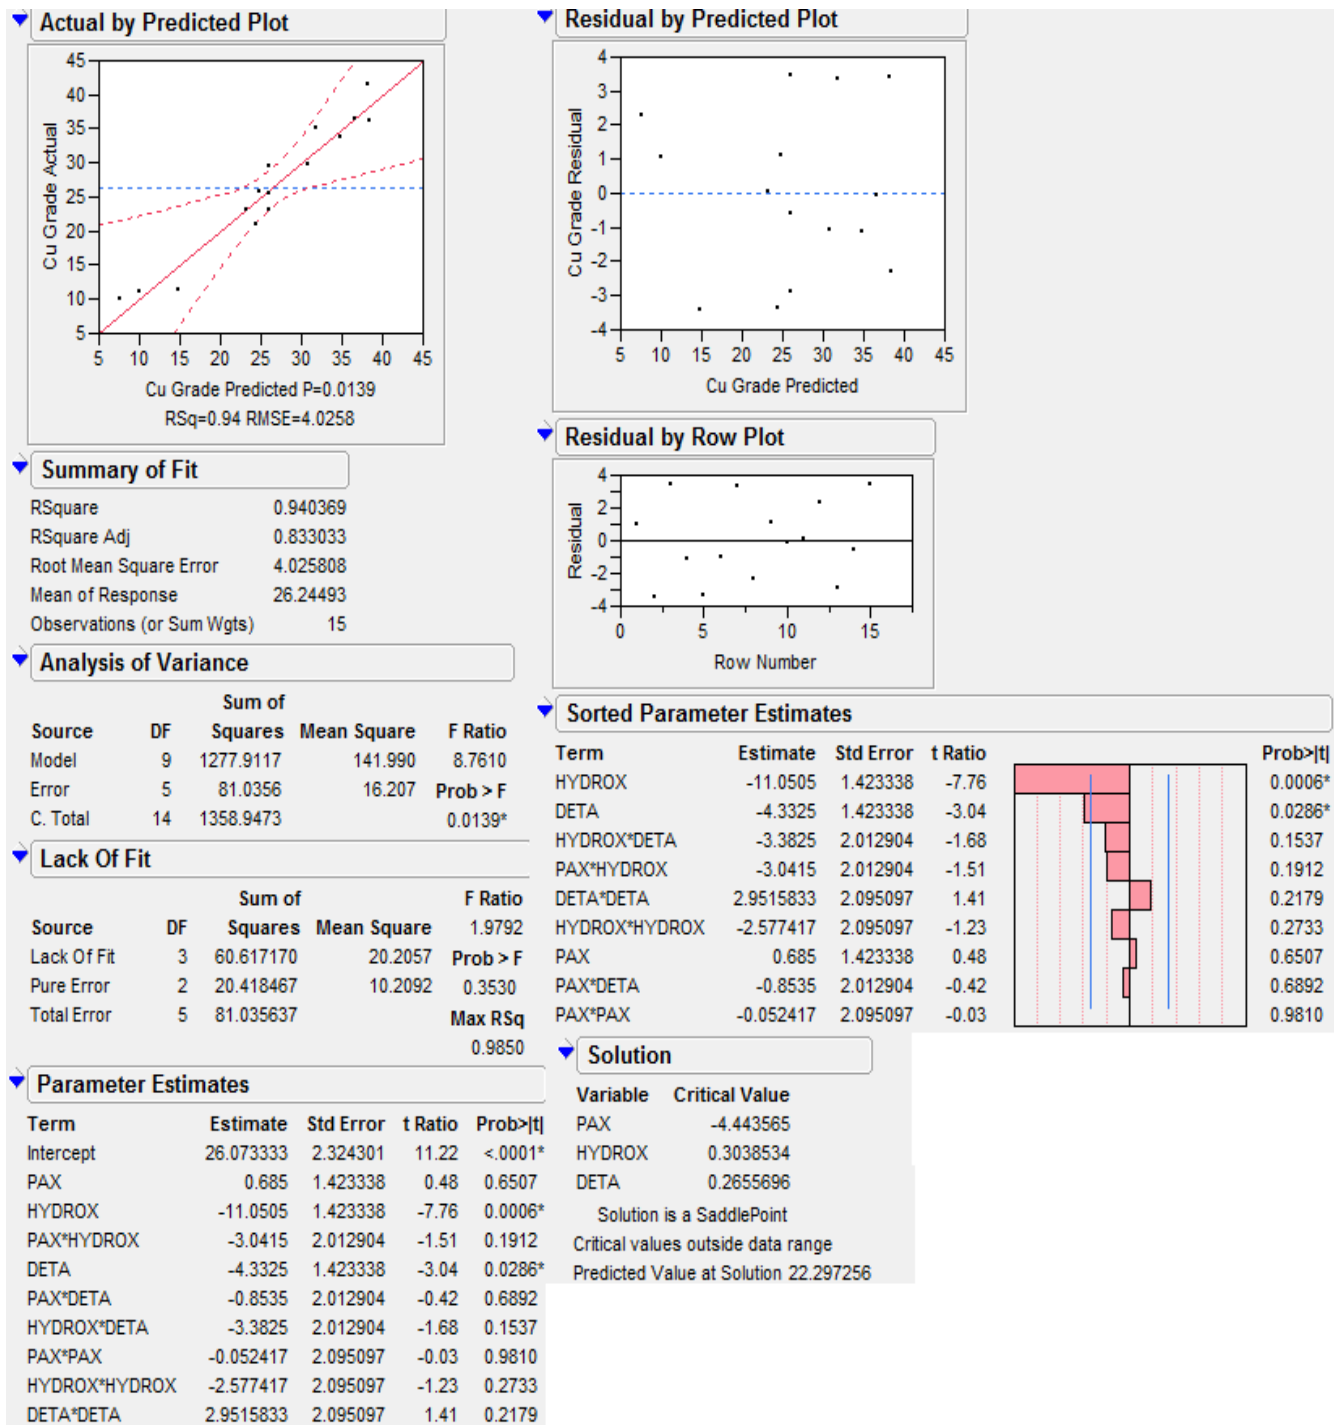 Actual by Predicted Plot
45
40
35
30
25
20
15
10
5
Cu Grade Actual
5 10 15 20 25 30 35 40 45
Cu Grade Predicted P=0.0139
RSq=0.94 RMSE=4.0258
Summary of Fit
RSquare 0.940369
RSquare Adj 0.833033
Root Mean Square Error 4.025808
Mean of Response 26.24493
Observations (or Sum Wgts) 15
Analysis of Variance
Sum of
Source DF Squares Mean Square F Ratio
Model 9 1277.9117 141.990 8.7610
Error 5 81.0356 16.207 Prob > F
C. Total 14 1358.9473 0.0139*
Lack Of Fit
Sum of F Ratio
Source DF Squares Mean Square 1.9792
Lack Of Fit 3 60.617170 20.2057 Prob > F
Pure Error 2 20.418467 10.2092 0.3530
Total Error 5 81.035637 Max RSq
0.9850
Parameter Estimates
Term Estimate Std Error t Ratio Prob>|t|
Intercept 26.073333 2.324301 11.22 <.0001*
PAX 0.685 1.423338 0.48 0.6507
HYDROX -11.0505 1.423338 -7.76 0.0006*
PAX*HYDROX -3.0415 2.012904 -1.51 0.1912
DETA -4.3325 1.423338 -3.04 0.0286*
PAX*DETA -0.8535 2.012904 -0.42 0.6892
HYDROX*DETA -3.3825 2.012904 -1.68 0.1537
PAX*PAX -0.052417 2.095097 -0.03 0.9810
HYDROX*HYDROX -2.577417 2.095097 -1.23 0.2733
DETA*DETA 2.9515833 2.095097 1.41 0.2179
Residual by Predicted Plot
4
3
2
1
0
-1
-2
-3
-4
Cu Grade Residual
5 10 15 20 25 30 35 40 45
Cu Grade Predicted
Residual by Row Plot
4
2
0
-2
-4
Residual
0 5 10 15
Row Number
Sorted Parameter Estimates
Term Estimate Std Error t Ratio Prob>|t|
HYDROX -11.0505 1.423338 -7.76 0.0006*
DETA -4.3325 1.423338 -3.04 0.0286*
HYDROX*DETA -3.3825 2.012904 -1.68 0.1537
PAX*HYDROX -3.0415 2.012904 -1.51 0.1912
DETA*DETA 2.9515833 2.095097 1.41 0.2179
HYDROX*HYDROX -2.577417 2.095097 -1.23 0.2733
PAX 0.685 1.423338 0.48 0.6507
PAX*DETA -0.8535 2.012904 -0.42 0.6892
PAX*PAX -0.052417 2.095097 -0.03 0.9810
Solution
Variable Critical Value
PAX -4.443565
HYDROX 0.3038534
DETA 0.2655696
Solution is a SaddlePoint
Critical values outside data range
Predicted Value at Solution 22.297256